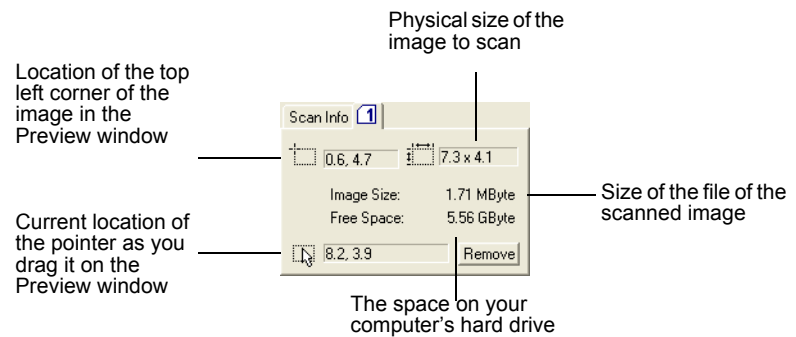 Physical size of the
image to scan
Location of the top
left corner of the
image in the
Preview window
Scan Info 1
0.6, 4.7
7.3 x 4.1
Image Size: 1.71 MByte
Free Space: 5.56 GByte
Size of the file of the
scanned image
Current location of
the pointer as you
drag it on the
Preview window
8.2, 3.9
Remove
The space on your
computer's hard drive